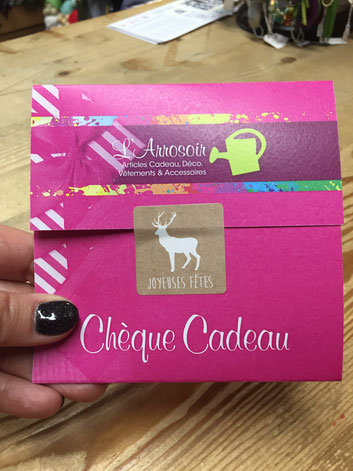 L'Arrosoir
Articles Cadeau, Déco.
Vêtements & Accessoires
JOYEUSES FÊTES
Chèque Cadeau